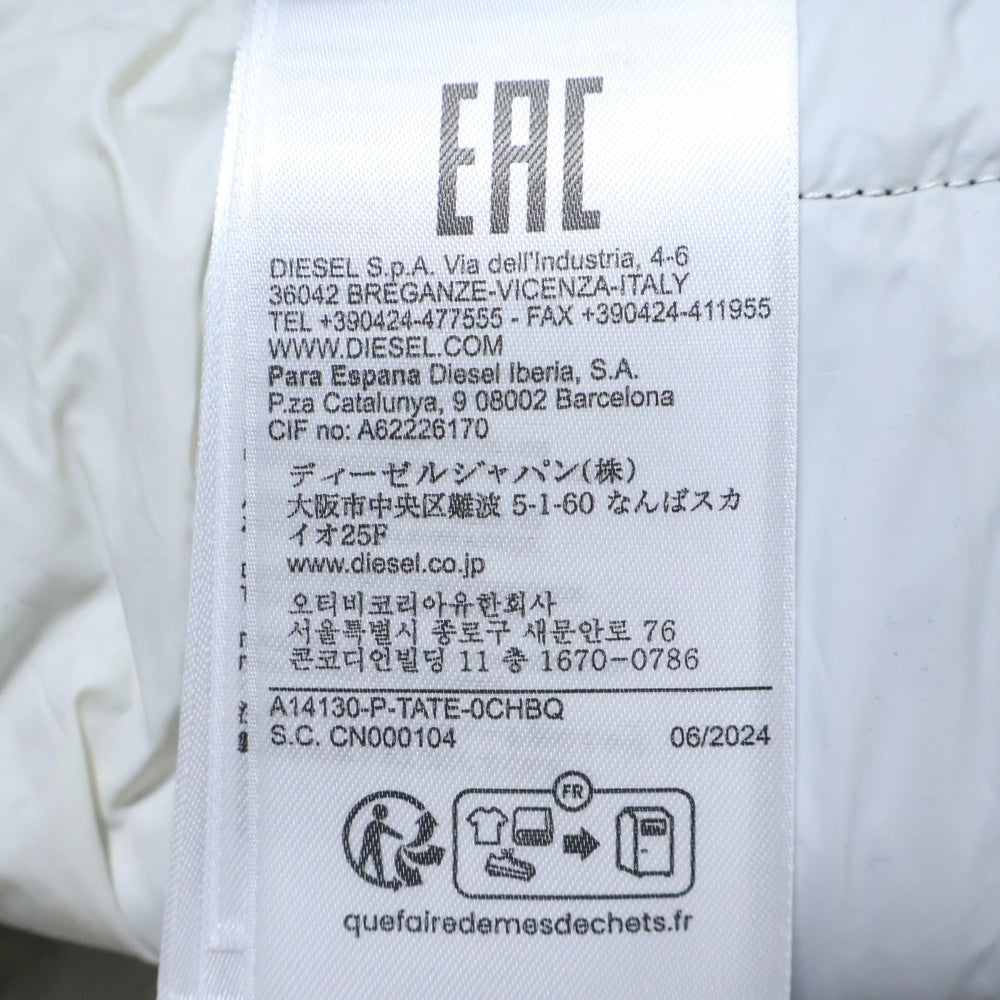 EAC
DIESEL S.p.A. Via dell'Industria, 4-6
36042 BREGANZE-VICENZA-ITALY
TEL +390424-477555 - FAX +390424-411955
WWW.DIESEL.COM
Para Espana Diesel Iberia, S.A.
P.za Catalunya, 9 08002 Barcelona
CIF no: A62226170
ディーゼルジャパン(株)
大阪市中央区難波 5-1-60 なんばスカ
イオ25F
www.diesel.co.jp
오티비코리아유한회사
서울특별시 종로구 새문안로 76
콘코디언빌딩 11 층 1670-0786
A14130-P-TATE-0CHBQ
S.C. CN000104 06/2024
FR
quefairedemesdechets.fr